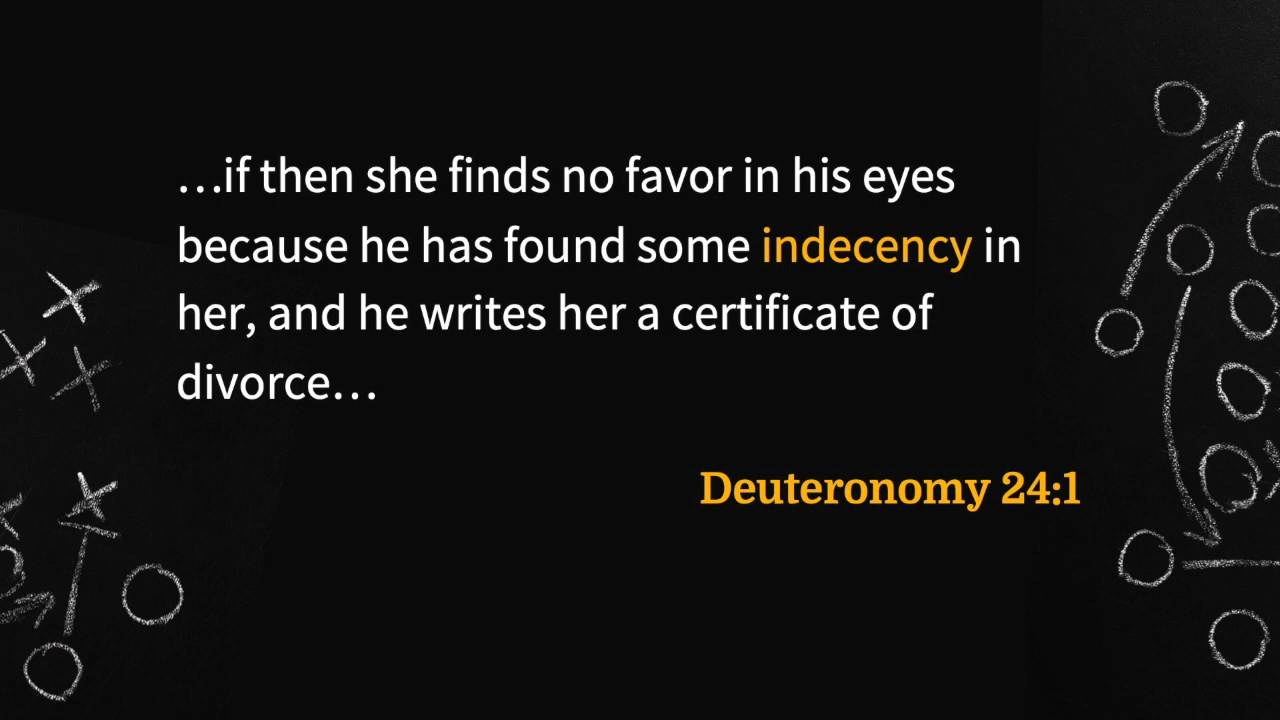 …if then she finds no favor in his eyes
because he has found some indecency in
her, and he writes her a certificate of
divorce…
Deuteronomy 24:1